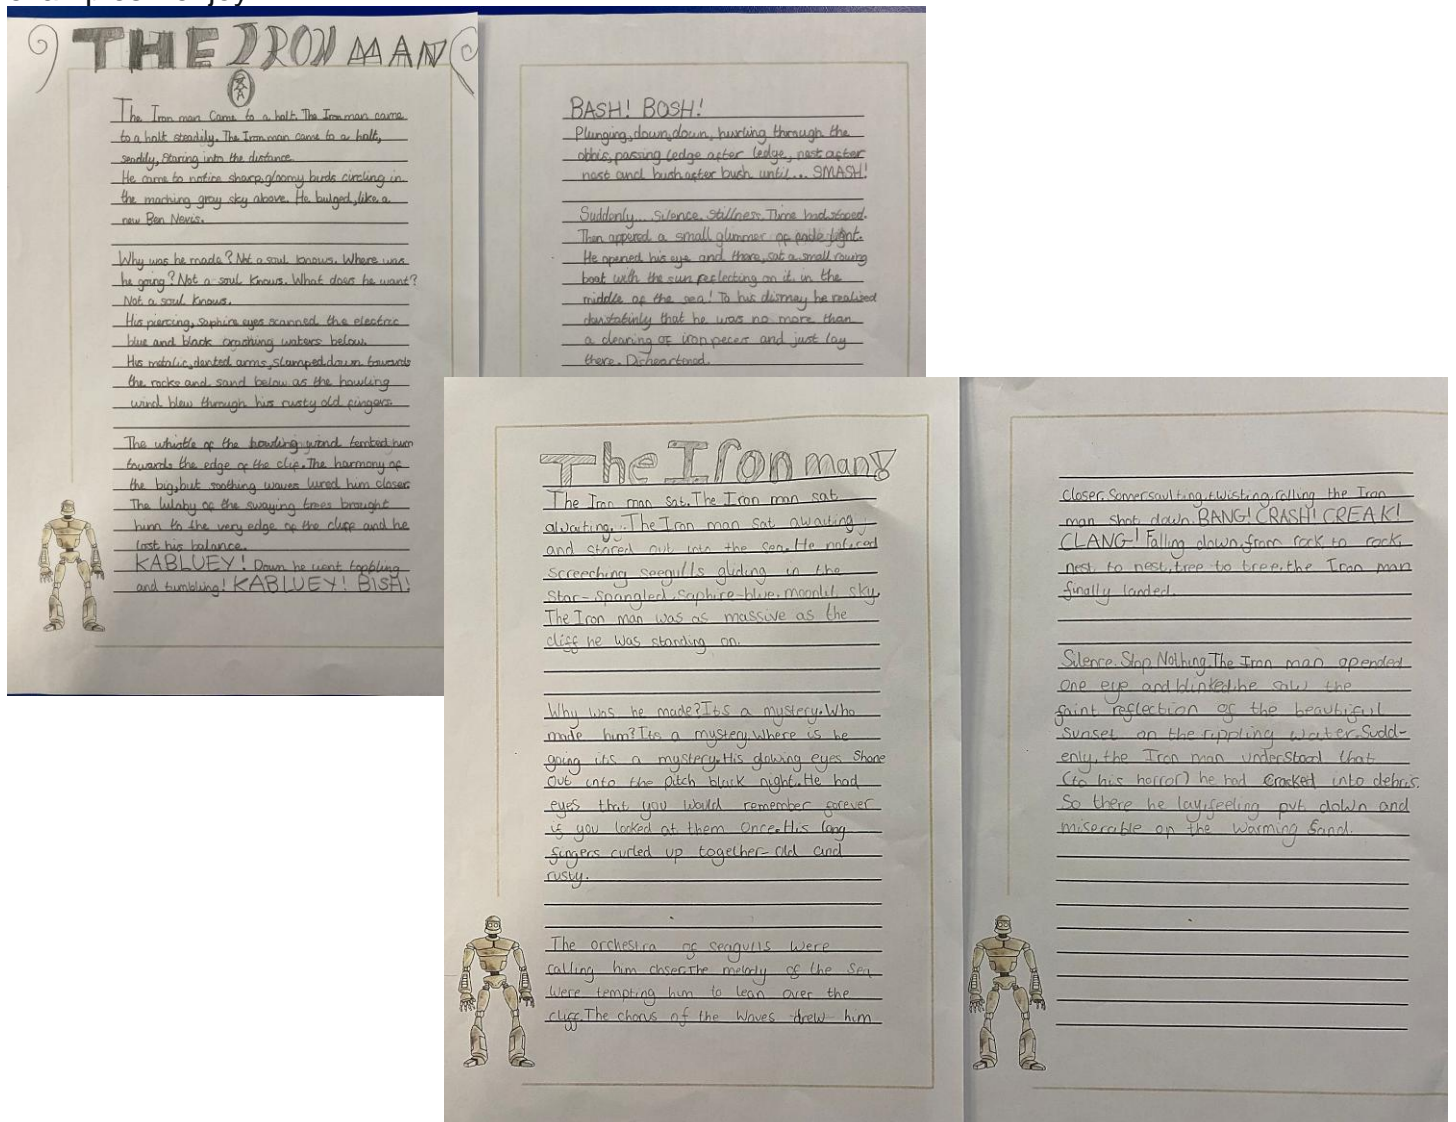 THE IRON MAN
The Iron man Came to a halt. The Iron man came
to a halt steadily. The Iron man came to a halt,
seadily, Staring into the distance.
He came to notice sharp, gloomy birds circling in
the maching gray sky above. He bulged, like a
new Ben Nevis.
Why was he made? Not a soul knows. Where was
he going? Not a soul knows. What does he want?
Not a soul knows.
His piercing, Saphire eyes scanned the electric
blue and black craching waters below.
His metalic, dented arms, slamped down towards
the rocks and sand below as the howling
wind blew through his rusty old fingers.
The whistle of the howling wind temted him
towards the edge of the clif. The harmony of
the big, but soothing waves lured him closer.
The lulaby of the swaying trees brought
him to the very edge of the cliff and he
lost his balance.
KABLUEY! Down he went toppling
and tumbling! KABLUEY! BISH!
BASH! BOSH!
Plunging, down, down, hurling through the
abbis, passing ledge after ledge, nest after
nest and bush after bush until... SMASH!
Suddenly... Silence. Stillness. Time had stoped.
Then appered a small glimmer of light.
He opened his eye and there, sat a small rowing
boat with the sun reflecting on it, in the
middle of the sea! To his dismay he realised
that he was no more than
a clearing of iron pieces and just lay
there. Disheartened.
The Iron man!
The Iron man sat. The Iron man sat
awaiting. The Iron man sat awaiting
and stared out into the sea. He noticed
screeching seegulls gliding in the
Star-Spangled, Saphire-blue, moonlit sky.
The Iron man was as massive as the
cliff he was standing on.
Why was he made? Its a mystery. Who
made him? Its a mystery. Where is he
going its a mystery. His glowing eyes Shone
out into the pitch black night. He had
eyes that you would remember forever
if you looked at them once. His long
fingers curled up together- old and
rusty.
The orchestra of seagulls were
calling him closer. The melody of the sea
were tempting him to lean over the
cliff. The chorus of the waves drew him
closer. Somersaulting, twisting, falling the Iron
man shot down. BANG! CRASH! CREAK!
CLANG! Falling down, from rock to rock,
nest to nest, tree to tree, the Iron man
finally landed.
Silence. Stop. Nothing. The Iron man opended
one eye and blinked. he saw the
faint reflection of the beautiful
Sunset on the rippling water. Sudd-
enly, the Iron man understood that
(to his horror) he had cracked into debris.
So there he lay, feeling put down and
miserable on the warming sand.